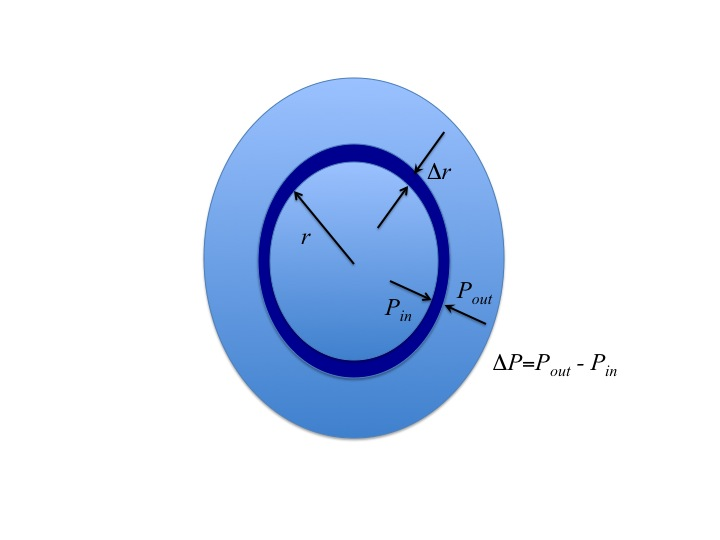 Δr
r
P_out
P_in
ΔP=P_out - P_in